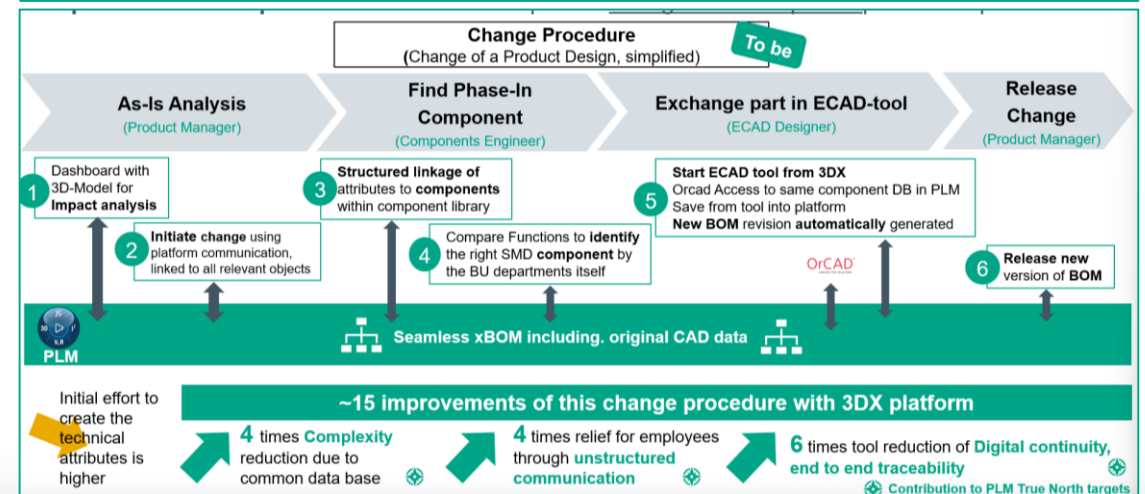 Change Procedure
(Change of a Product Design, simplified)
To be
As-Is Analysis
(Product Manager)
Find Phase-In
Component
(Components Engineer)
Exchange part in ECAD-tool
(ECAD Designer)
Release
Change
(Product Manager)
1
Dashboard with
3D-Model for
Impact analysis
2
Initiate change using
platform communication,
linked to all relevant objects
3
Structured linkage of
attributes to components
within component library
4
Compare Functions to identify
the right SMD component by
the BU departments itself
5
Start ECAD tool from 3DX
Orcad Access to same component DB in PLM
Save from tool into platform
New BOM revision automatically generated
OrCAD
6
Release new
version of BOM
PLM
Seamless xBOM including. original CAD data
Initial effort to
create the
technical
attributes is
higher
~15 improvements of this change procedure with 3DX platform
4 times Complexity
reduction due to
common data base
4 times relief for employees
through unstructured
communication
6 times tool reduction of Digital continuity,
end to end traceability
Contribution to PLM True North targets